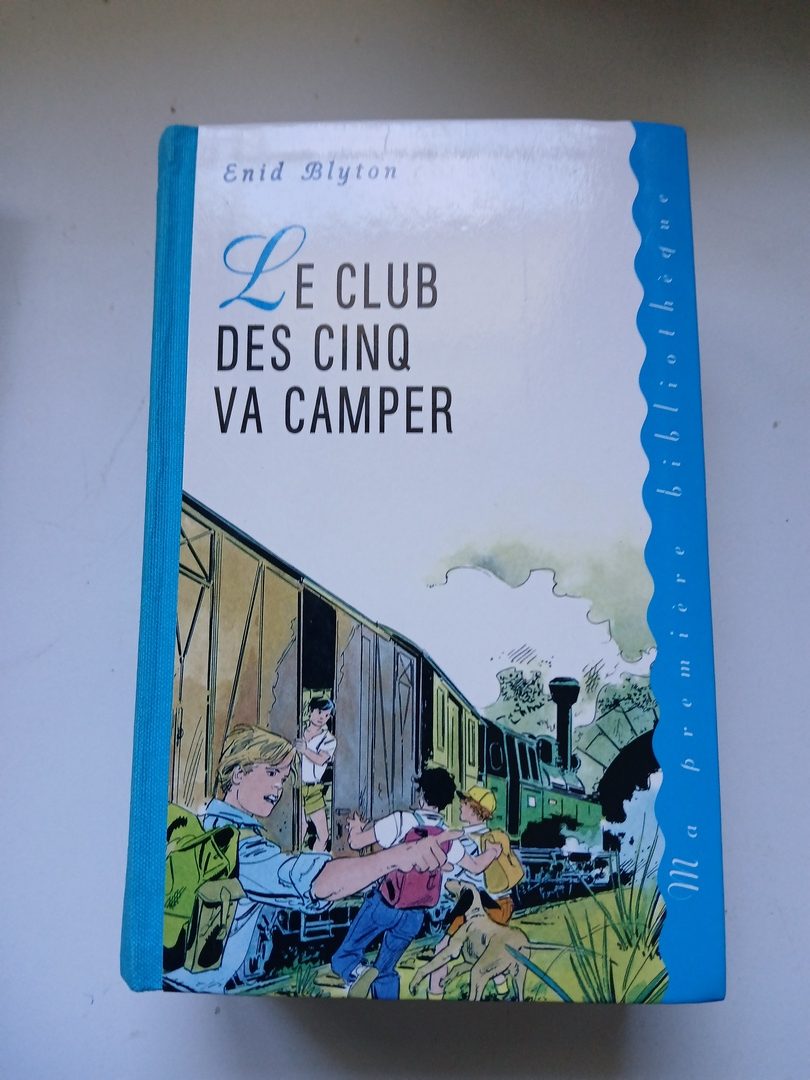 Enid Blyton
LE CLUB
DES CINQ
VA CAMPER
Ma première bibliothèque